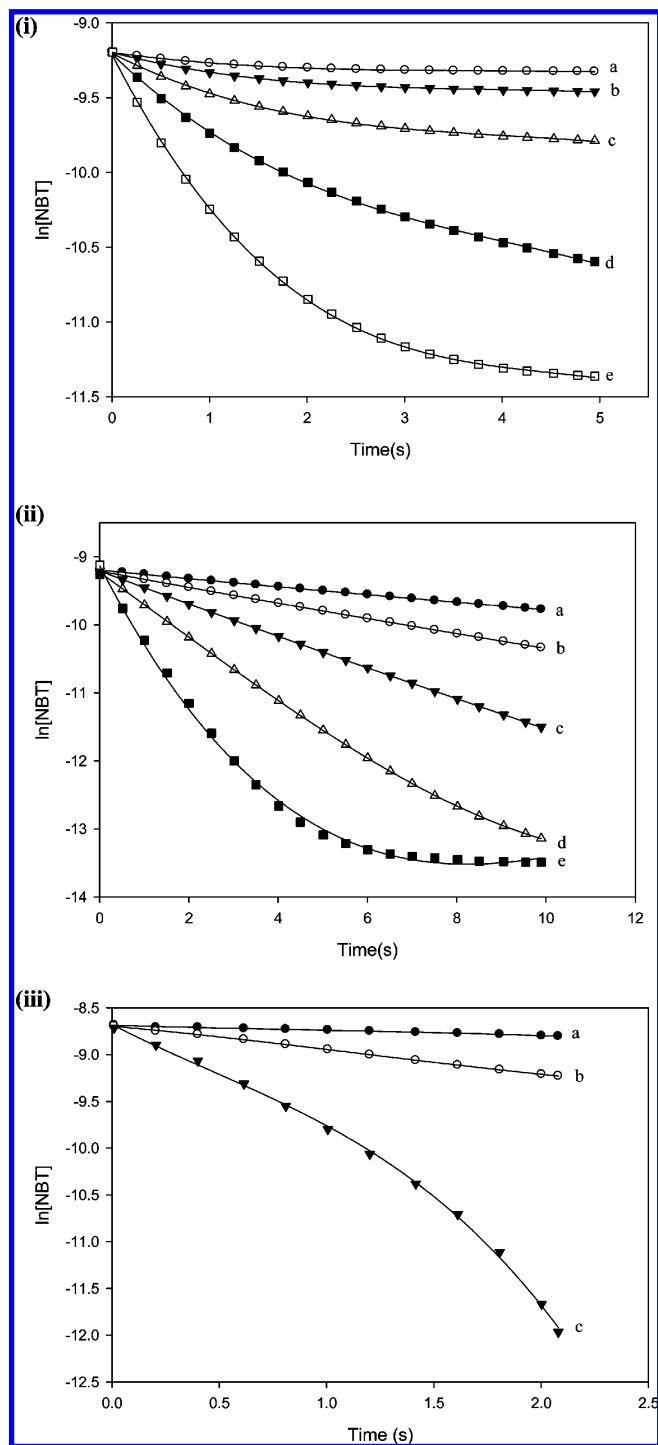 (i)
-9.0
-9.5
-10.0
-10.5
-11.0
-11.5
ln[NBT]
a
b
c
d
e
0 1 2 3 4 5
Time(s)
(ii)
-9
-10
-11
-12
-13
-14
ln[NBT]
a
b
c
d
e
0 2 4 6 8 10 12
Time(s)
(iii)
-8.5
-9.0
-9.5
-10.0
-10.5
-11.0
-11.5
-12.0
-12.5
ln[NBT]
a
b
c
0.0 0.5 1.0 1.5 2.0 2.5
Time (s)